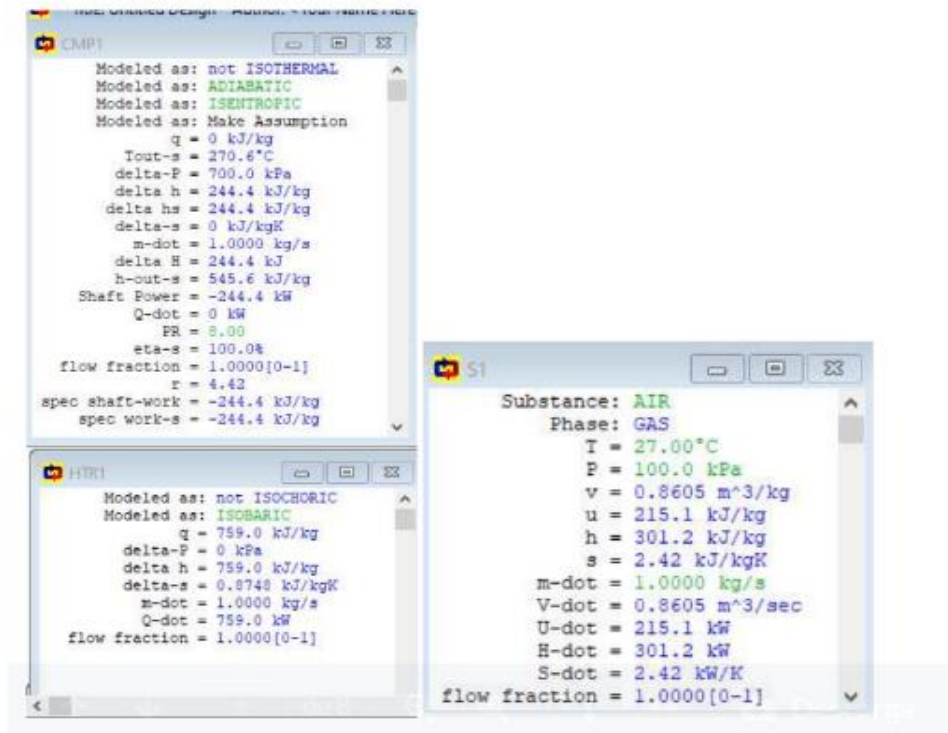 NSE: Untitled Design Author: <Your Name Here
CMP1
Modeled as: not ISOTHERMAL
Modeled as: ADIABATIC
Modeled as: ISENTROPIC
Modeled as: Make Assumption
q = 0 kJ/kg
Tout-s = 270.6°C
delta-P = 700.0 kPa
delta h = 244.4 kJ/kg
delta hs = 244.4 kJ/kg
delta-s = 0 kJ/kgK
m-dot = 1.0000 kg/s
delta H = 244.4 kJ
h-out-s = 545.6 kJ/kg
Shaft Power = -244.4 kW
Q-dot = 0 kW
PR = 8.00
eta-s = 100.0%
flow fraction = 1.0000[0-1]
r = 4.42
spec shaft-work = -244.4 kJ/kg
spec work-s = -244.4 kJ/kg
HTR1
Modeled as: not ISOCHORIC
Modeled as: ISOBARIC
q = 759.0 kJ/kg
delta-P = 0 kPa
delta h = 759.0 kJ/kg
delta-s = 0.8748 kJ/kgK
m-dot = 1.0000 kg/s
Q-dot = 759.0 kW
flow fraction = 1.0000[0-1]
S1
Substance: AIR
Phase: GAS
T = 27.00°C
P = 100.0 kPa
v = 0.8605 m^3/kg
u = 215.1 kJ/kg
h = 301.2 kJ/kg
s = 2.42 kJ/kgK
m-dot = 1.0000 kg/s
V-dot = 0.8605 m^3/sec
U-dot = 215.1 kW
H-dot = 301.2 kW
S-dot = 2.42 kW/K
flow fraction = 1.0000[0-1]